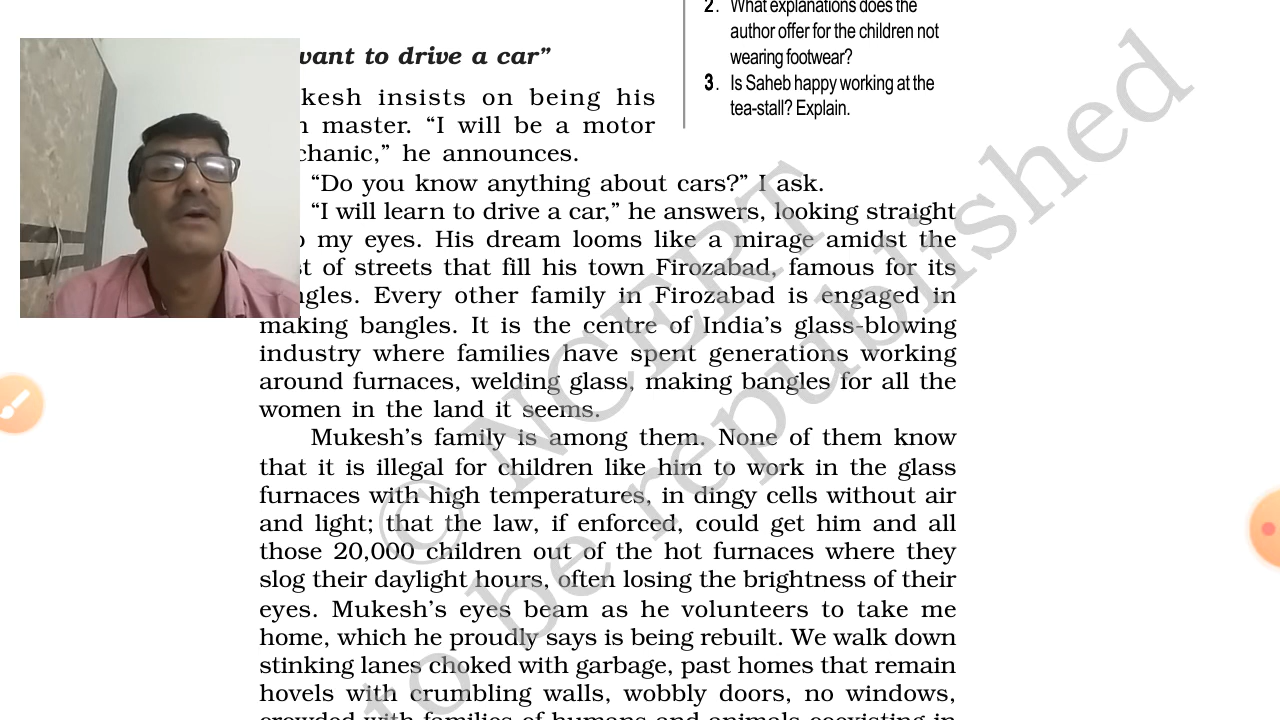 2. What explanations does the
author offer for the children not
wearing footwear?
3. Is Saheb happy working at the
tea-stall? Explain.
want to drive a car”
kesh insists on being his
master. “I will be a motor
chanic,” he announces.
“Do you know anything about cars?” I ask.
“I will learn to drive a car,” he answers, looking straight
my eyes. His dream looms like a mirage amidst the
of streets that fill his town Firozabad, famous for its
ngles. Every other family in Firozabad is engaged in
making bangles. It is the centre of India’s glass-blowing
industry where families have spent generations working
around furnaces, welding glass, making bangles for all the
women in the land it seems.
Mukesh’s family is among them. None of them know
that it is illegal for children like him to work in the glass
furnaces with high temperatures, in dingy cells without air
and light; that the law, if enforced, could get him and all
those 20,000 children out of the hot furnaces where they
slog their daylight hours, often losing the brightness of their
eyes. Mukesh’s eyes beam as he volunteers to take me
home, which he proudly says is being rebuilt. We walk down
stinking lanes choked with garbage, past homes that remain
hovels with crumbling walls, wobbly doors, no windows,
crowded with families of humans and animals coexisting in
© NCERT
to be republished